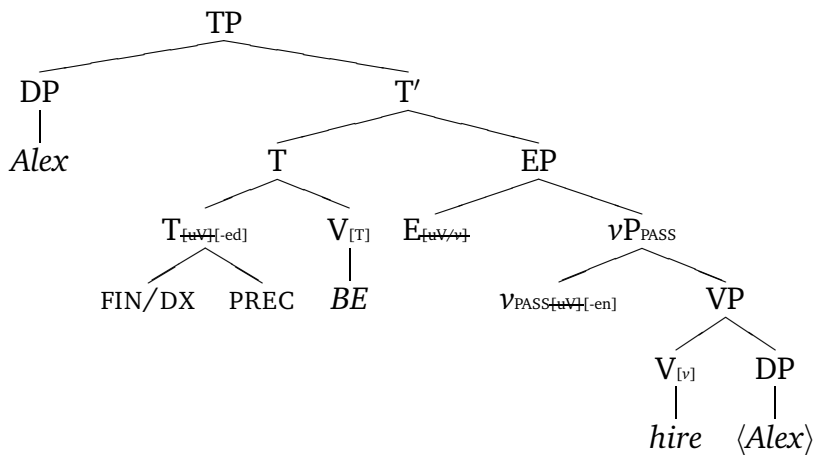 TP
DP T′
Alex T EP
T[uV][-ed] V[T] E[uV/v] vPPASS
FIN/DX PREC BE vPASS[uV][-en] VP
V[v] DP
hire ⟨Alex⟩